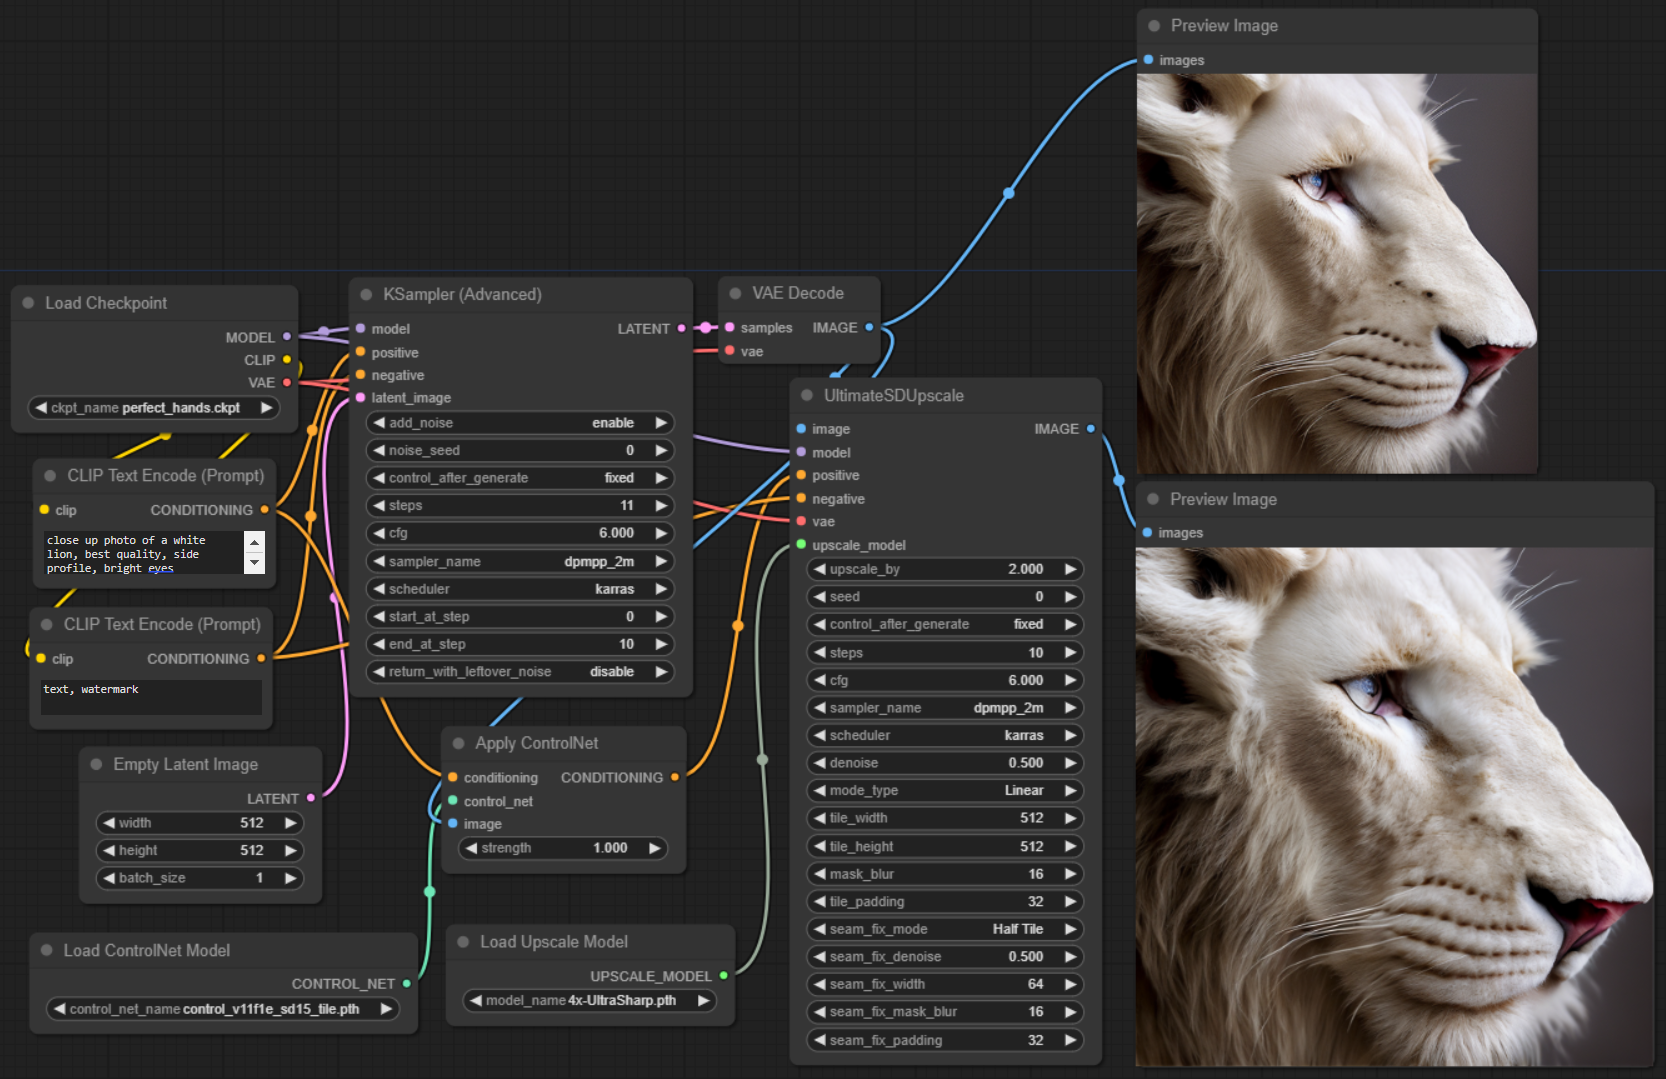 Load Checkpoint
MODEL
CLIP
VAE
ckpt_name perfect_hands.ckpt
CLIP Text Encode (Prompt)
clip CONDITIONING
close up photo of a white
lion, best quality, side
profile, bright eyes
CLIP Text Encode (Prompt)
clip CONDITIONING
text, watermark
Empty Latent Image
LATENT
width 512
height 512
batch_size 1
Load ControlNet Model
CONTROL_NET
control_net_name control_v11f1e_sd15_tile.pth
KSampler (Advanced)
model LATENT
positive
negative
latent_image
add_noise enable
noise_seed 0
control_after_generate fixed
steps 11
cfg 6.000
sampler_name dpmpp_2m
scheduler karras
start_at_step 0
end_at_step 10
return_with_leftover_noise disable
Apply ControlNet
conditioning CONDITIONING
control_net
image
strength 1.000
Load Upscale Model
UPSCALE_MODEL
model_name 4x-UltraSharp.pth
VAE Decode
samples IMAGE
vae
UltimateSDUpscale
image IMAGE
model
positive
negative
vae
upscale_model
upscale_by 2.000
seed 0
control_after_generate fixed
steps 10
cfg 6.000
sampler_name dpmpp_2m
scheduler karras
denoise 0.500
mode_type Linear
tile_width 512
tile_height 512
mask_blur 16
tile_padding 32
seam_fix_mode Half Tile
seam_fix_denoise 0.500
seam_fix_width 64
seam_fix_mask_blur 16
seam_fix_padding 32
Preview Image
images
Preview Image
images